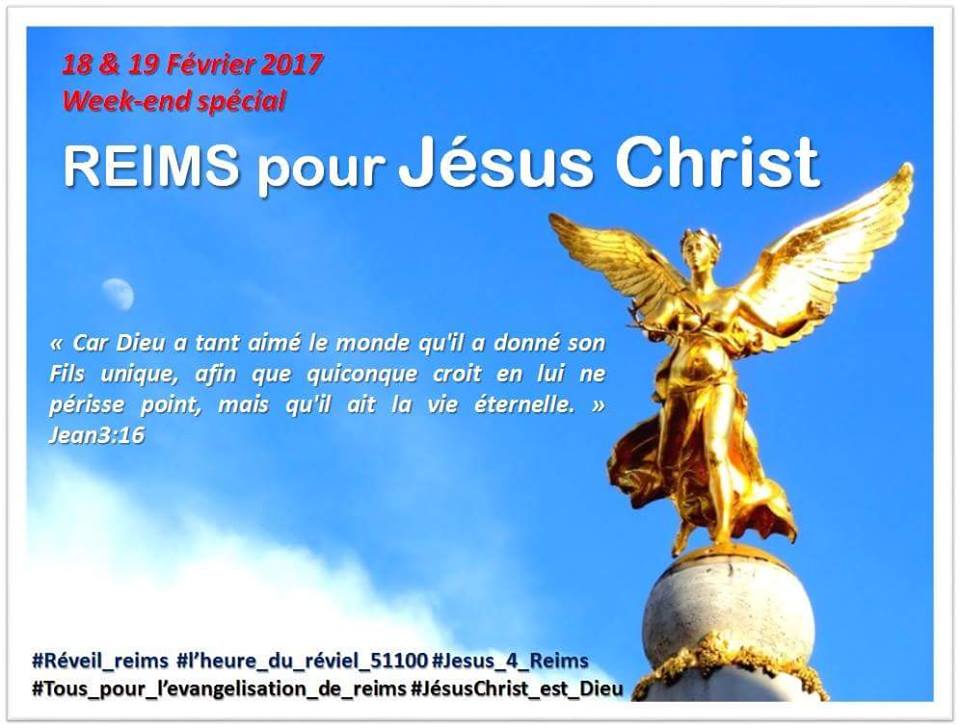 18 & 19 Février 2017
Week-end spécial
REIMS pour Jésus Christ
« Car Dieu a tant aimé le monde qu'il a donné son
Fils unique, afin que quiconque croit en lui ne
périsse point, mais qu'il ait la vie éternelle. »
Jean3:16
#Réveil_reims #l’heure_du_réviel_51100 #Jesus_4_Reims
#Tous_pour_l’evangelisation_de_reims #JésusChrist_est_Dieu